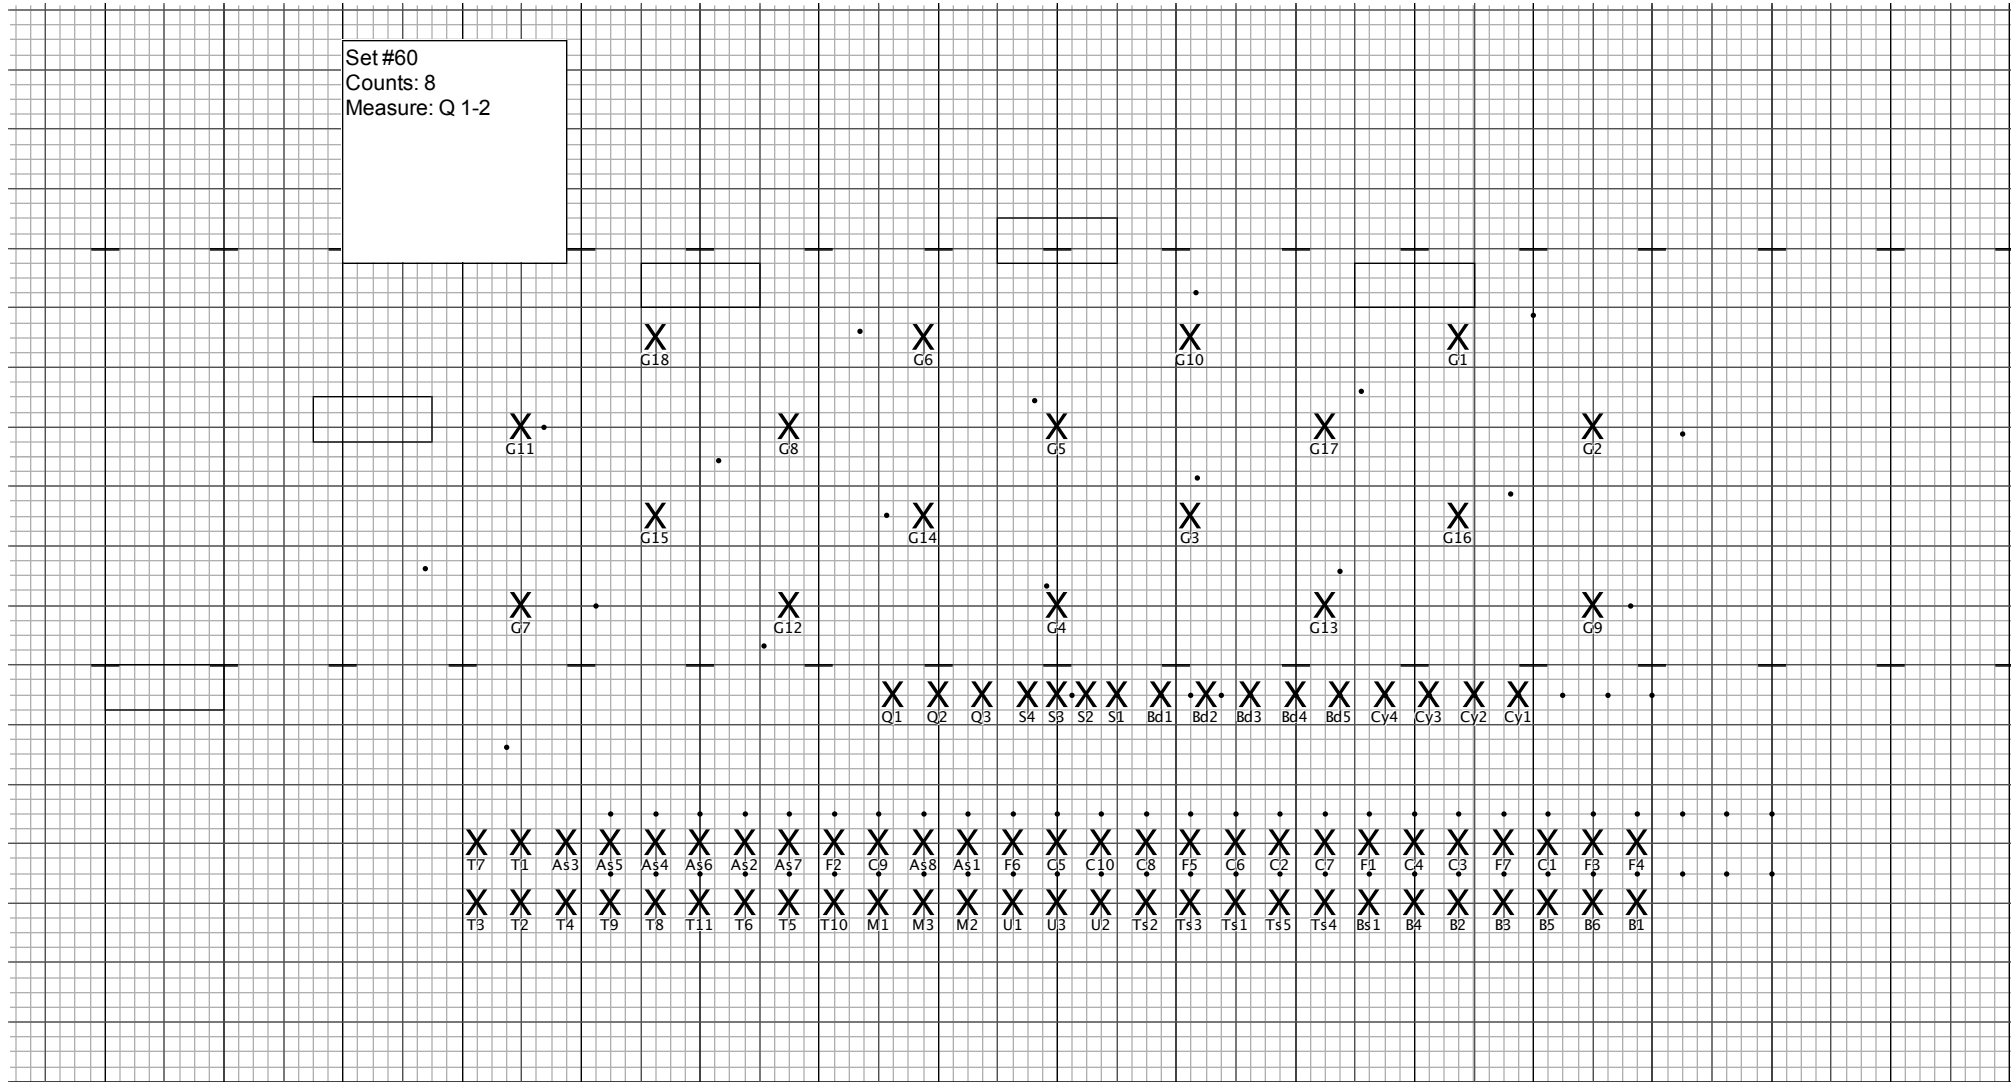 Set #60
Counts: 8
Measure: Q 1-2
X X X X
G18 G6 G10 G1
X X X X X
G11 G8 G5 G17 G2
X X X X
G15 G14 G3 G16
X X X X X
G7 G12 G4 G13 G9
X X X X X X X X X X X X X X X X
Q1 Q2 Q3 S4 S3 S2 S1 Bd1 Bd2 Bd3 Bd4 Bd5 Cy4 Cy3 Cy2 Cy1
X X X X X X X X X X X X X X X X X X X X X X X X X X X
T7 T1 As3 As5 As4 As6 As2 As7 F2 C9 As8 As1 F6 C5 C10 C8 F5 C6 C2 C7 F1 C4 C3 F7 C1 F3 F4
X X X X X X X X X X X X X X X X X X X X X X X X X X X
T3 T2 T4 T9 T8 T11 T6 T5 T10 M1 M3 M2 U1 U3 U2 Ts2 Ts3 Ts1 Ts5 Ts4 Bs1 B4 B2 B3 B5 B6 B1